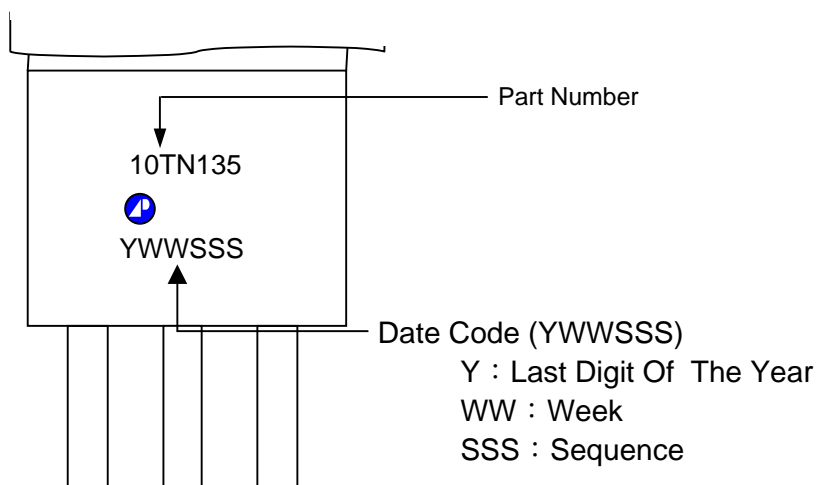 Part Number
10TN135
YWWSSS
Date Code (YWWSSS)
Y：Last Digit Of The Year
WW：Week
SSS：Sequence